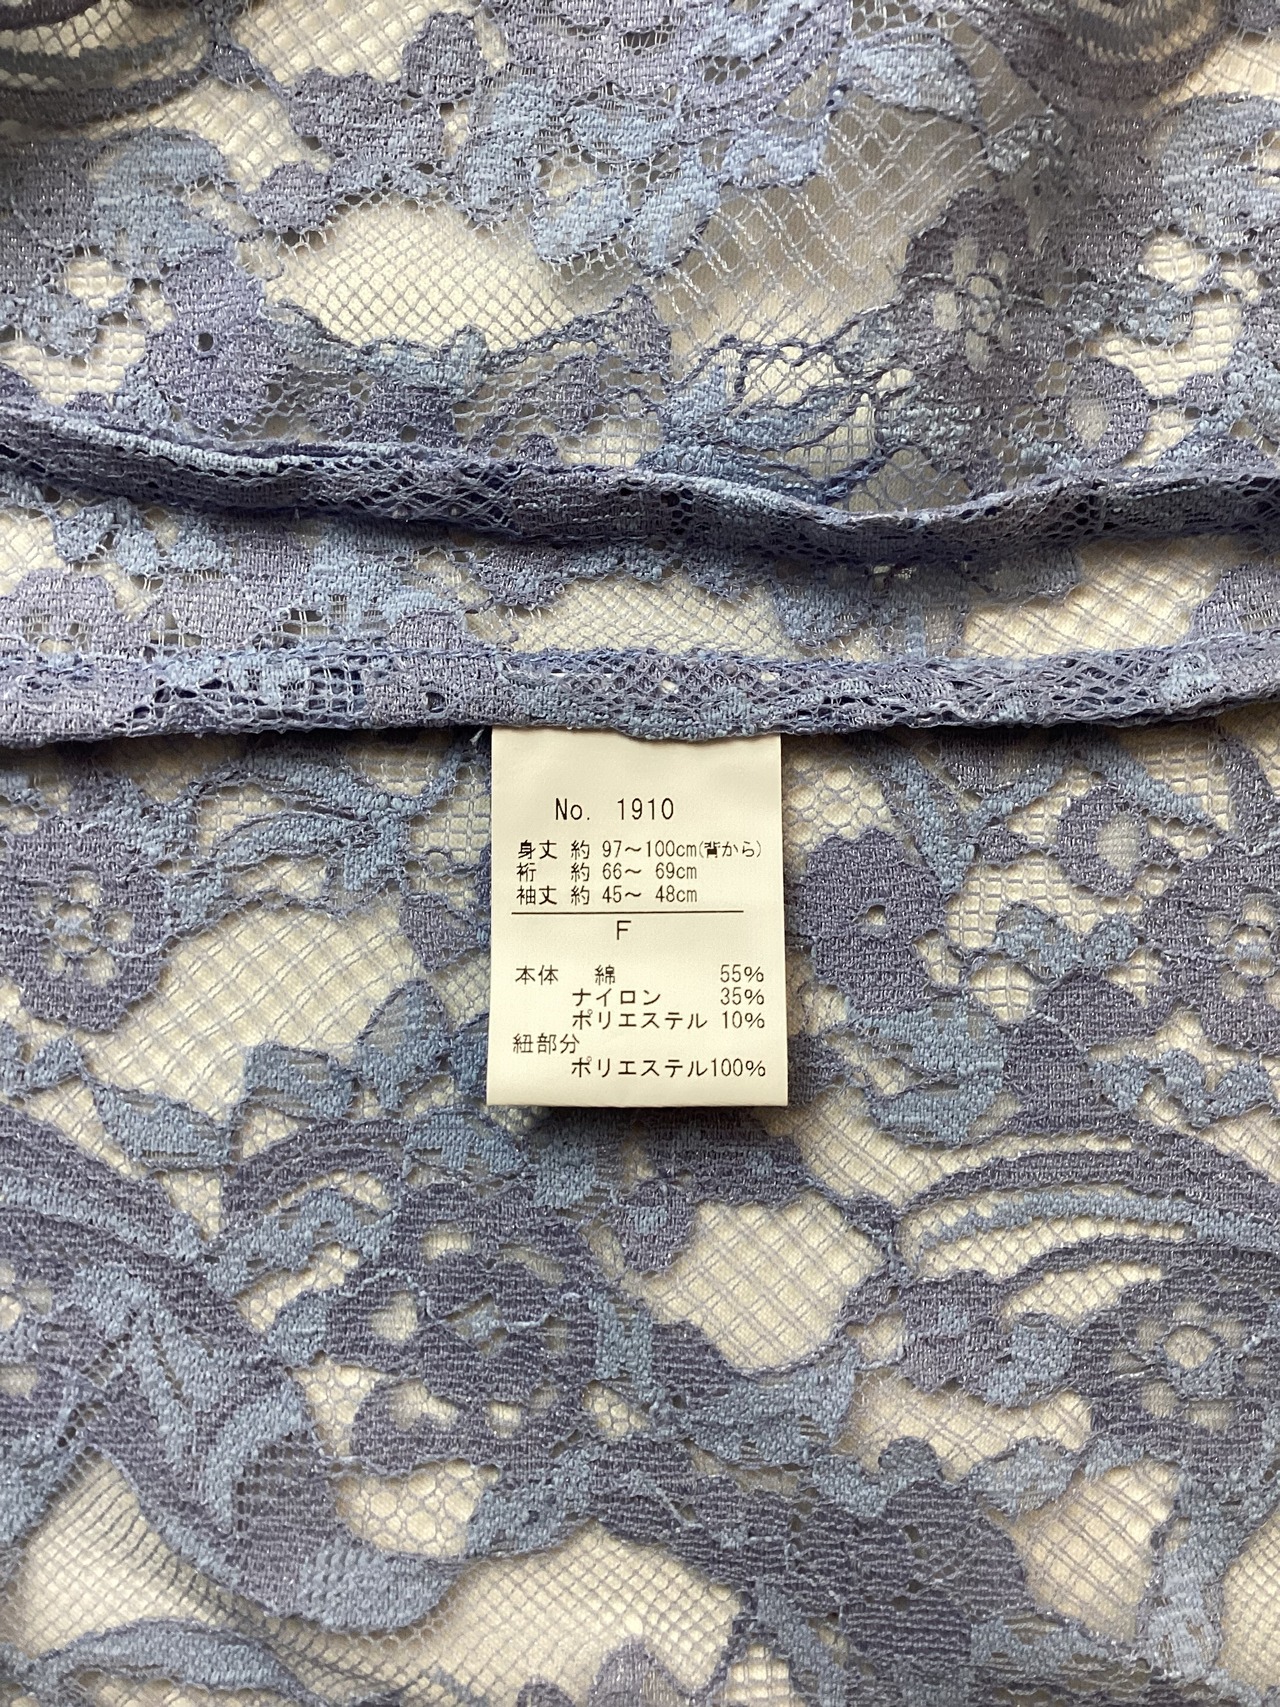 No. 1910
身丈 約 97～100cm(背から)
裄 約 66～ 69cm
袖丈 約 45～ 48cm
F
本体 綿 55%
ナイロン 35%
ポリエステル 10%
紐部分
ポリエステル100%